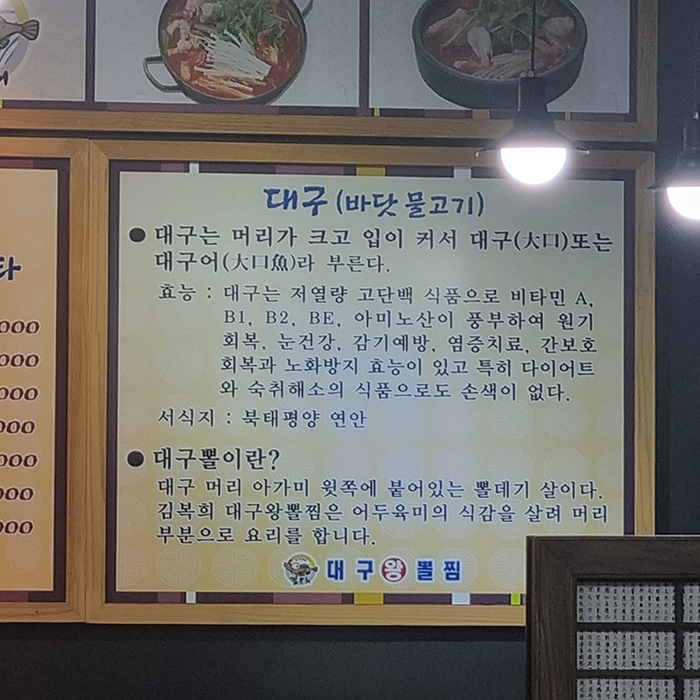 대구 (바닷물고기)
● 대구는 머리가 크고 입이 커서 대구(大口)또는
대구어(大口魚)라 부른다.
효능 : 대구는 저열량 고단백 식품으로 비타민 A,
B1, B2, BE, 아미노산이 풍부하여 원기
회복, 눈건강, 감기예방, 염증치료, 간보호
회복과 노화방지 효능이 있고 특히 다이어트
와 숙취해소의 식품으로도 손색이 없다.
서식지 : 북태평양 연안
● 대구뽈이란?
대구 머리 아가미 윗쪽에 붙어있는 뽈데기 살이다.
김복희 대구왕뽈찜은 어두육미의 식감을 살려 머리
부분으로 요리를 합니다.
대구왕뽈찜
000
000
000
000
000
000
000